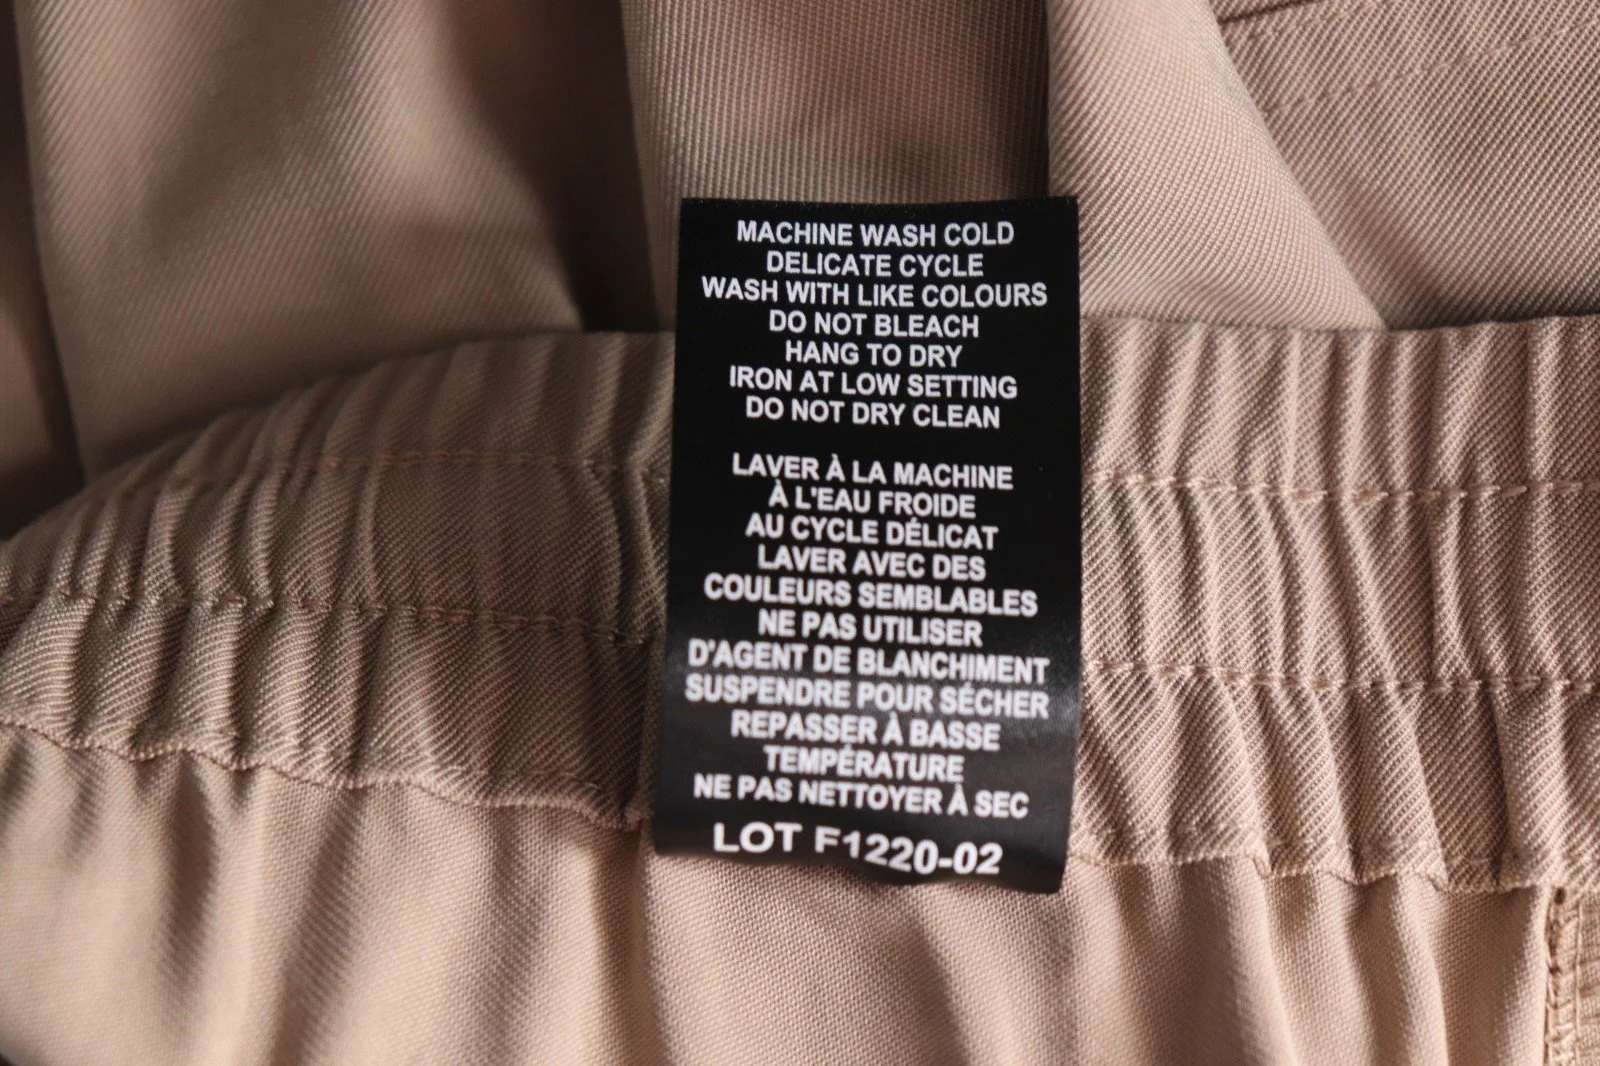 MACHINE WASH COLD
DELICATE CYCLE
WASH WITH LIKE COLOURS
DO NOT BLEACH
HANG TO DRY
IRON AT LOW SETTING
DO NOT DRY CLEAN
LAVER À LA MACHINE
À L'EAU FROIDE
AU CYCLE DÉLICAT
LAVER AVEC DES
COULEURS SEMBLABLES
NE PAS UTILISER
D'AGENT DE BLANCHIMENT
SUSPENDRE POUR SÉCHER
REPASSER À BASSE
TEMPÉRATURE
NE PAS NETTOYER À SEC
LOT F1220-02